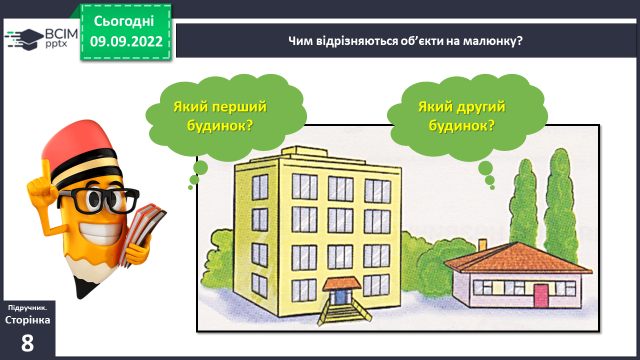 Сьогодні
09.09.2022
BCIM
pptx
Чим відрізняються об’єкти на малюнку?
Який перший
будинок?
Який другий
будинок?
Підручник.
Сторінка
8